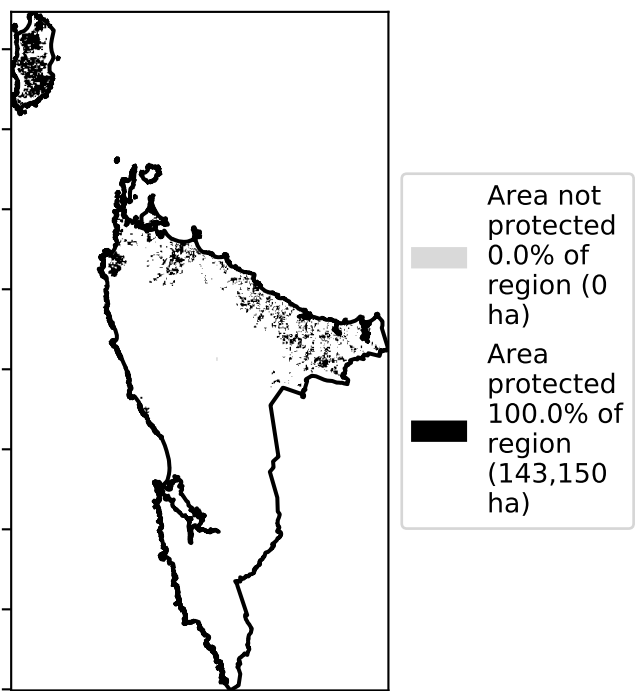 Area not
protected
0.0% of
region (0
ha)
Area
protected
100.0% of
region
(143,150
ha)